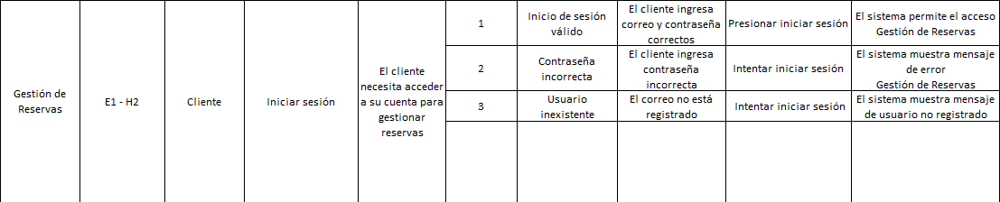 Gestión de
Reservas
E1 - H2
Cliente
Iniciar sesión
El cliente
necesita acceder
a su cuenta para
gestionar
reservas
1
Inicio de sesión
válido
El cliente ingresa
correo y contraseña
correctos
Presionar iniciar sesión
El sistema permite el acceso
Gestión de Reservas
2
Contraseña
incorrecta
El cliente ingresa
contraseña
incorrecta
Intentar iniciar sesión
El sistema muestra mensaje
de error
Gestión de Reservas
3
Usuario
inexistente
El correo no está
registrado
Intentar iniciar sesión
El sistema muestra mensaje
de usuario no registrado